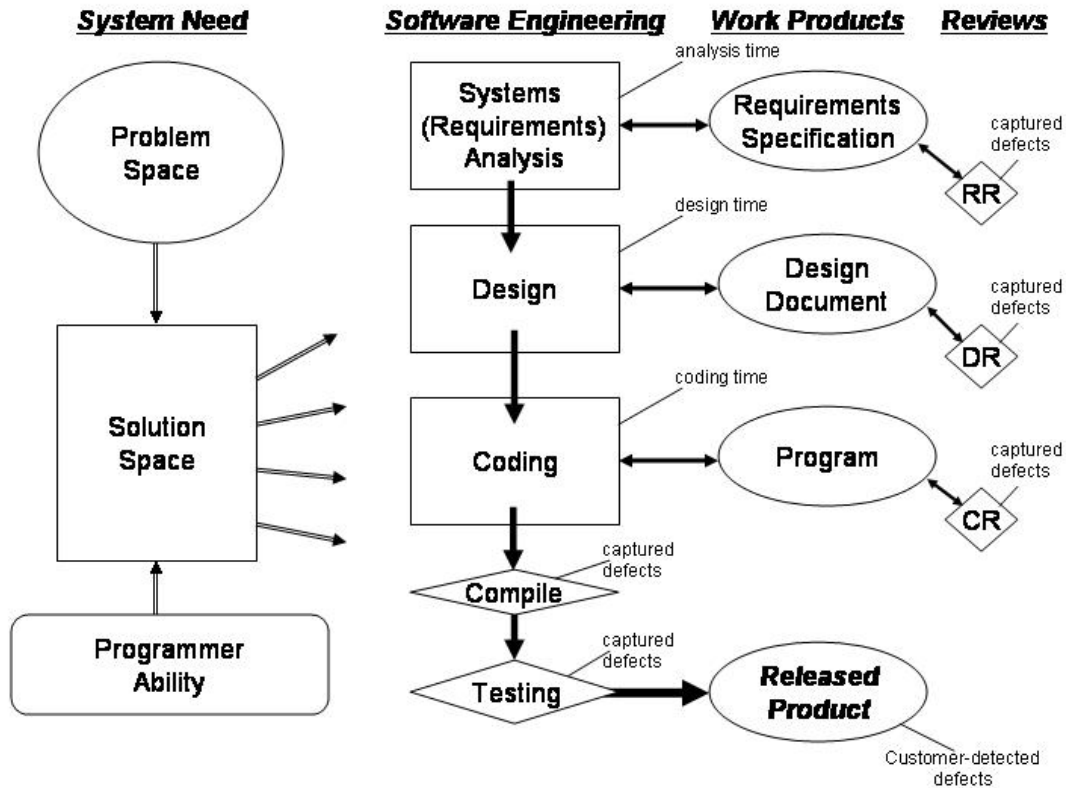 System Need
Software Engineering
Work Products
Reviews
Problem
Space
Solution
Space
Programmer
Ability
analysis time
Systems
(Requirements)
Analysis
Requirements
Specification
captured
defects
RR
design time
Design
Design
Document
captured
defects
DR
coding time
Coding
Program
captured
defects
CR
captured
defects
Compile
captured
defects
Testing
Released
Product
Customer-detected
defects